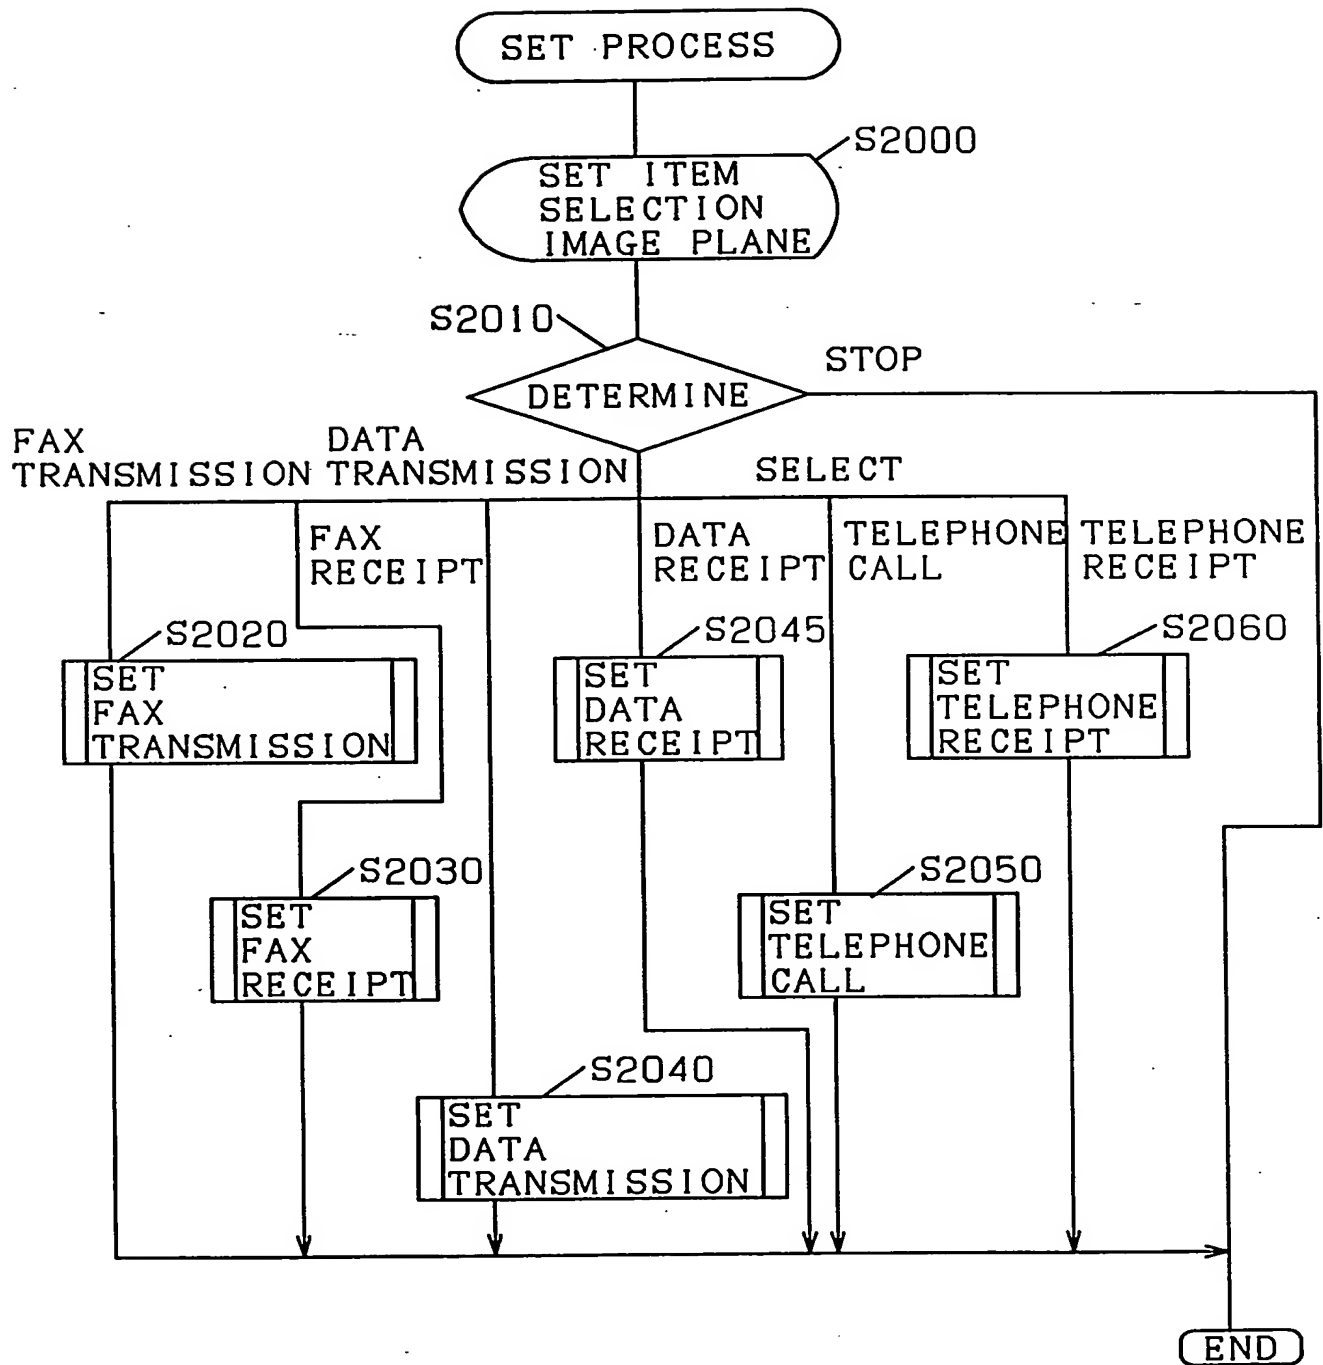 SET PROCESS
S2000
SET ITEM
SELECTION
IMAGE PLANE
S2010
STOP
DETERMINE
FAX
TRANSMISSION
DATA
TRANSMISSION
SELECT
FAX
RECEIPT
DATA
RECEIPT
TELEPHONE
CALL
TELEPHONE
RECEIPT
S2020
SET
FAX
TRANSMISSION
S2045
SET
DATA
RECEIPT
S2060
SET
TELEPHONE
RECEIPT
S2030
SET
FAX
RECEIPT
S2050
SET
TELEPHONE
CALL
S2040
SET
DATA
TRANSMISSION
END